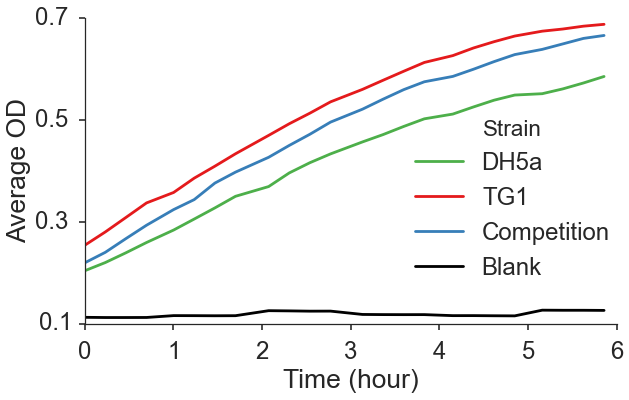 0.7
0.5
0.3
0.1
Average OD
0
1
2
3
4
5
6
Time (hour)
Strain
DH5a
TG1
Competition
Blank